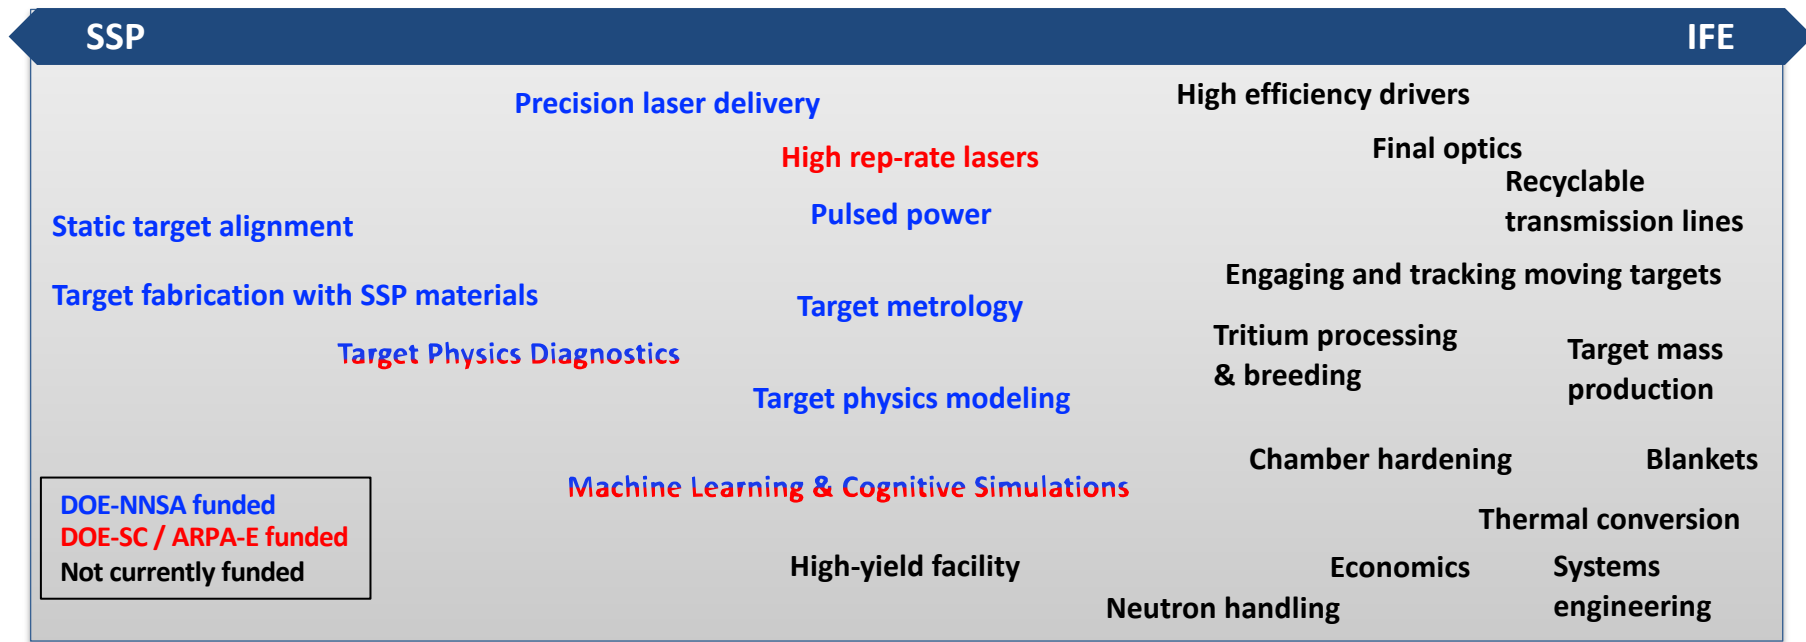 SSP
IFE
Precision laser delivery
High efficiency drivers
High rep-rate lasers
Final optics
Recyclable
transmission lines
Static target alignment
Pulsed power
Engaging and tracking moving targets
Target fabrication with SSP materials
Target metrology
Target Physics Diagnostics
Tritium processing
& breeding
Target mass
production
Target physics modeling
Chamber hardening
Blankets
Machine Learning & Cognitive Simulations
Thermal conversion
DOE-NNSA funded
DOE-SC / ARPA-E funded
Not currently funded
High-yield facility
Economics
Systems
engineering
Neutron handling